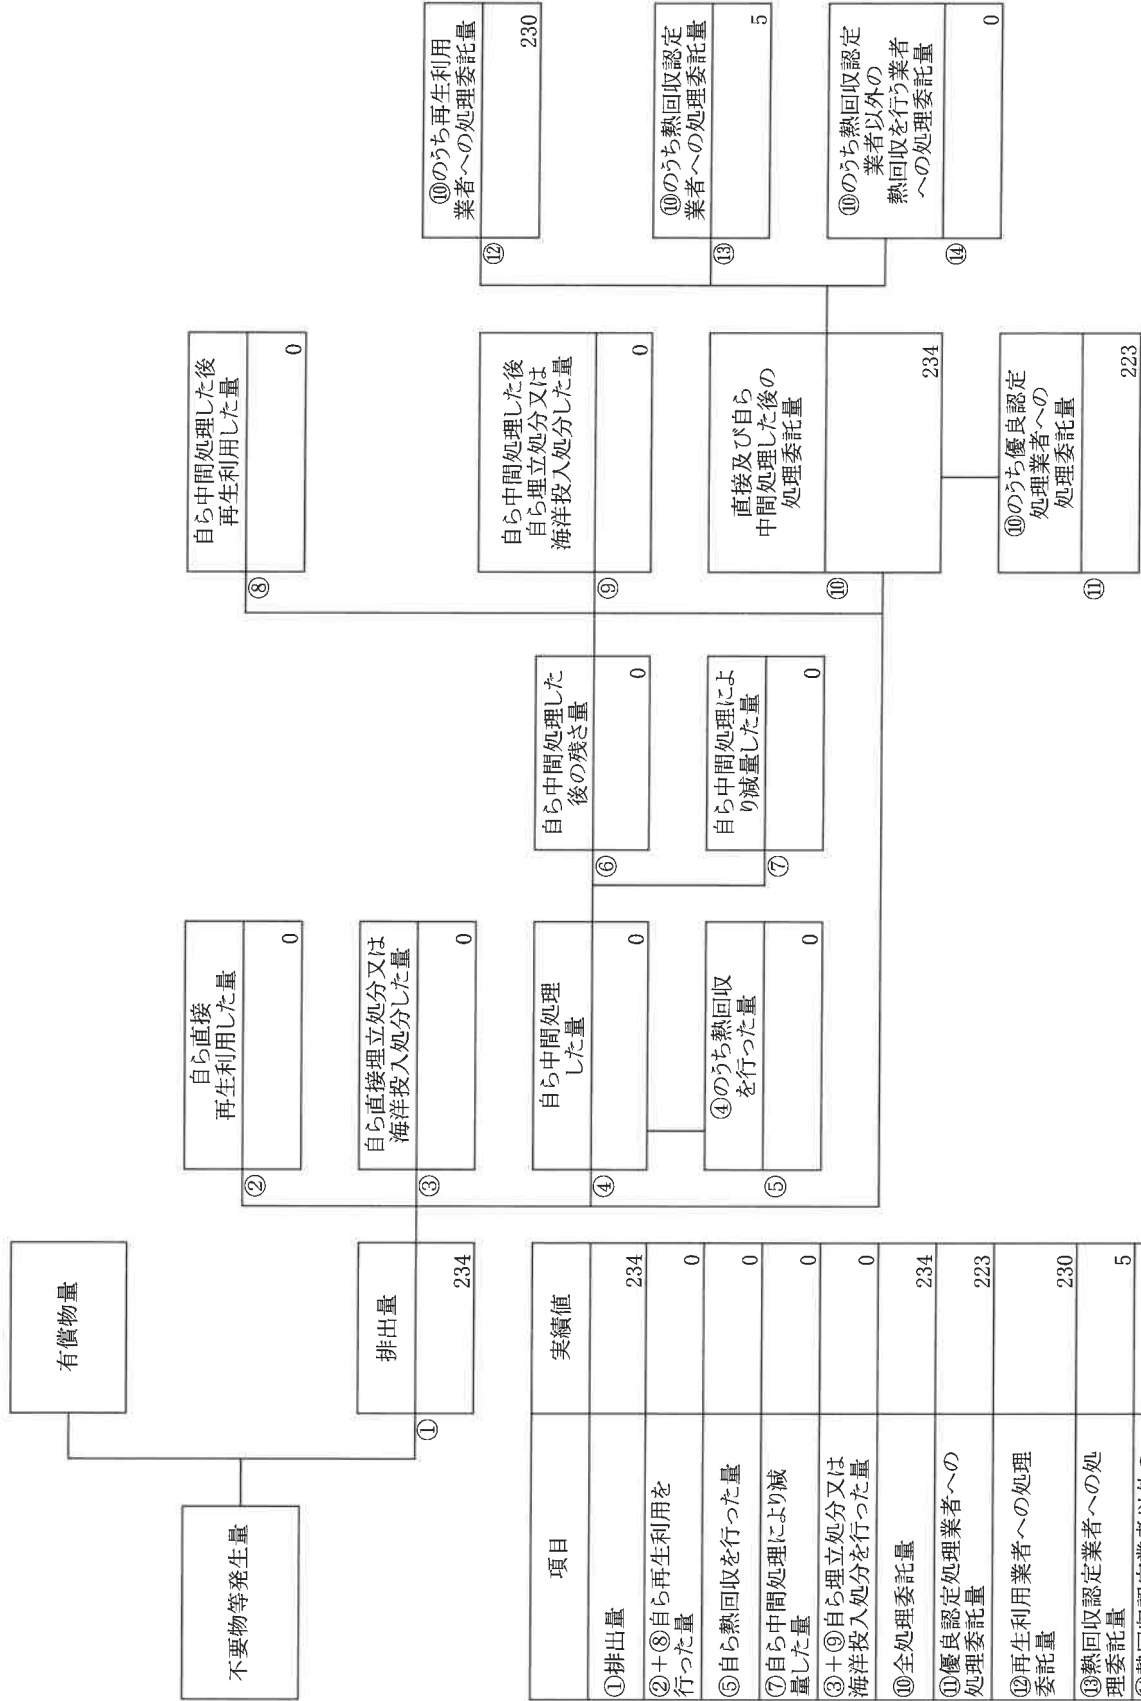 不要物等発生量
有償物量
排出量
①
234
自ら直接
再生利用した量
②
0
自ら直接埋立処分又は
海洋投入処分した量
③
0
自ら中間処理
した量
④
0
④のうち熱回収
を行った量
⑤
0
自ら中間処理した
後の残さ量
⑥
0
自ら中間処理によ
り減量した量
⑦
0
自ら中間処理した後
再生利用した量
⑧
0
自ら中間処理した後
自ら埋立処分又は
海洋投入処分した量
⑨
0
直接及び自ら
中間処理した後の
処理委託量
⑩
234
⑩のうち優良認定
処理業者への
処理委託量
⑪
223
⑩のうち再生利用
業者への処理委託量
⑫
230
⑩のうち熱回収認定
業者への処理委託量
⑬
5
⑩のうち熱回収認定
業者以外の
熱回収を行う業者
への処理委託量
⑭
0
項目 実績値
①排出量 234
②+⑧自ら再生利用を
行った量 0
⑤自ら熱回収を行った量 0
⑦自ら中間処理により減
量した量 0
③+⑨自ら埋立処分又は
海洋投入処分を行った量 0
⑩全処理委託量 234
⑪優良認定処理業者への
処理委託量 223
⑫再生利用業者への処理
委託量 230
⑬熱回収認定業者への処
理委託量 5